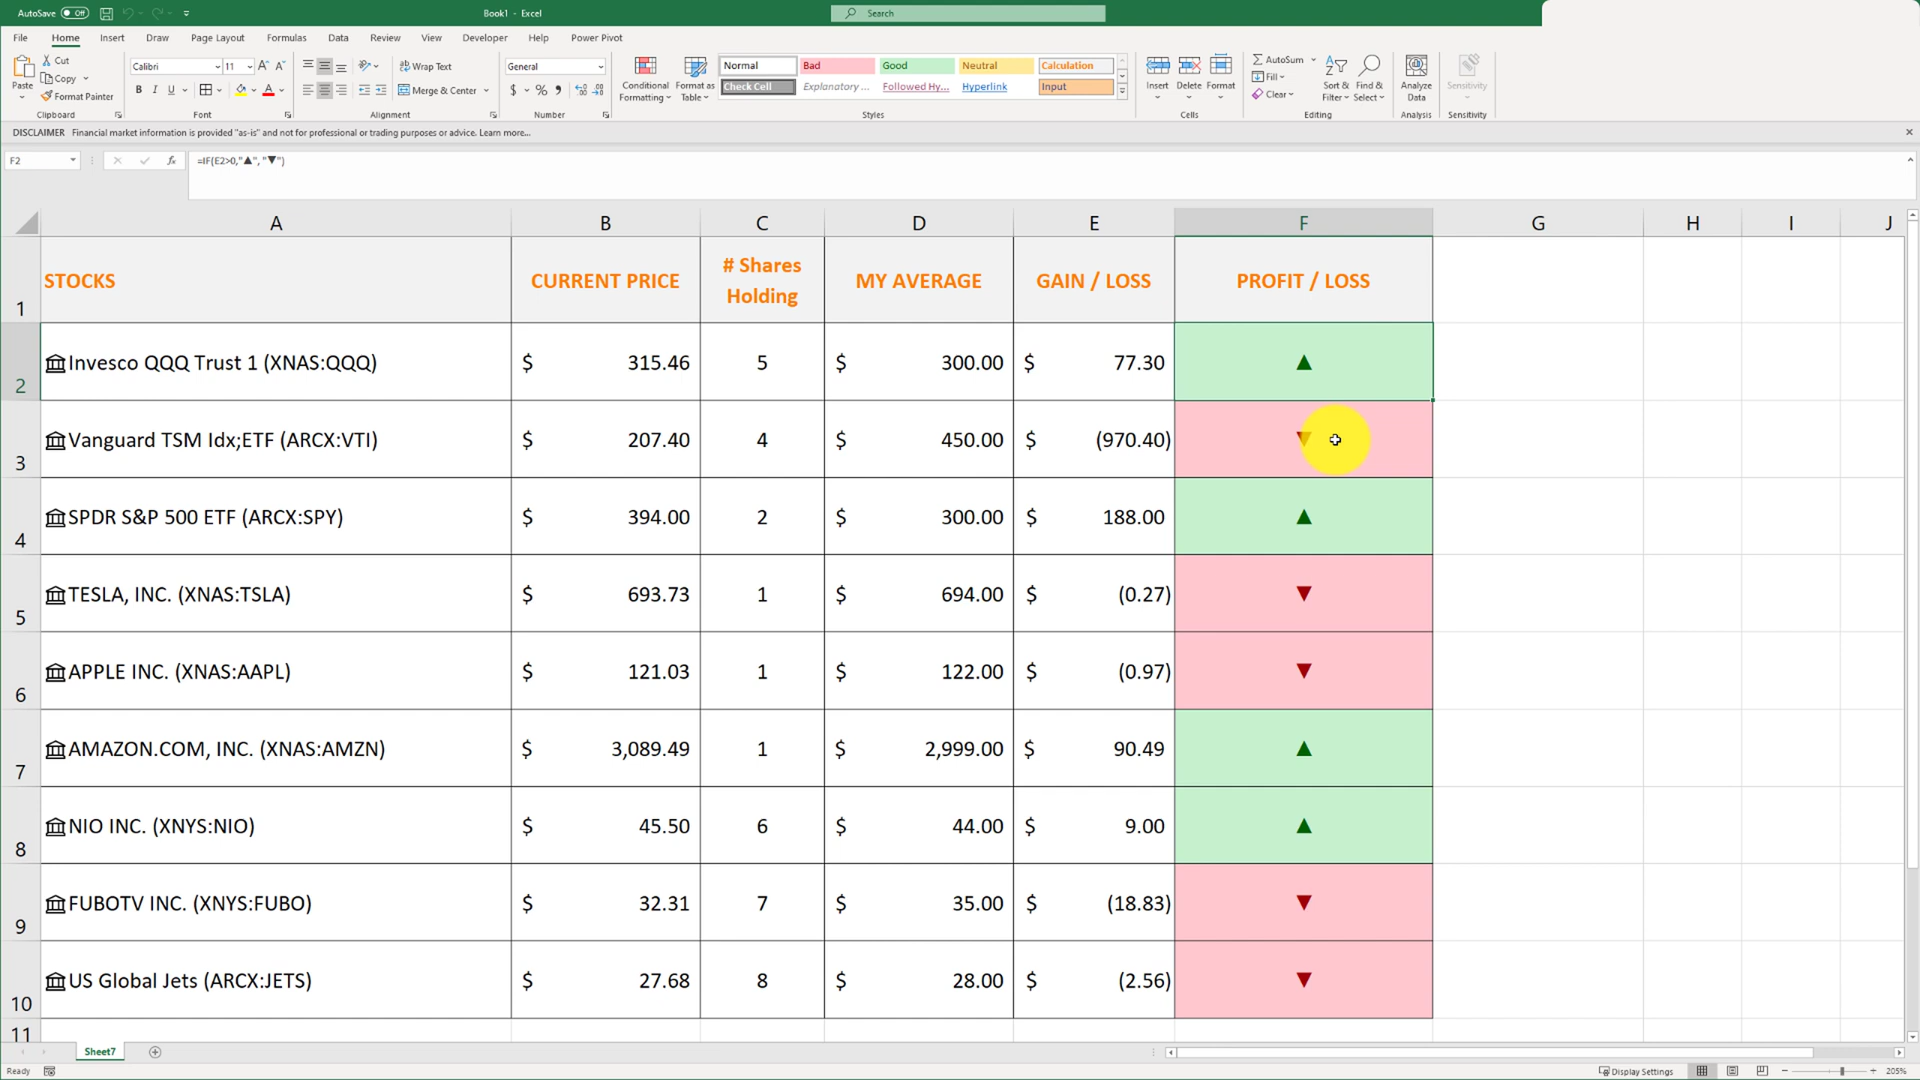 AutoSave Off Book1 - Excel Search
File Home Insert Draw Page Layout Formulas Data Review View Developer Help Power Pivot
Paste Cut Copy Format Painter Clipboard
Calibri 11 A A B I U A Font
Wrap Text Merge & Center Alignment
General $ % , Number
Conditional Formatting Format as Table
Normal Bad Good Neutral Calculation
Check Cell Explanatory ... Followed Hy... Hyperlink Input
Styles
Insert Delete Format Cells
AutoSum Fill Clear Sort & Filter Find & Select Editing
Analyze Data Analysis
Sensitivity Sensitivity
DISCLAIMER Financial market information is provided "as-is" and not for professional or trading purposes or advice. Learn more...
F2 fx =IF(E2>0,"▲", "▼")
A B C D E F G H I J
1 STOCKS CURRENT PRICE # Shares Holding MY AVERAGE GAIN / LOSS PROFIT / LOSS
2 Invesco QQQ Trust 1 (XNAS:QQQ) $ 315.46 5 $ 300.00 $ 77.30 ▲
3 Vanguard TSM Idx;ETF (ARCX:VTI) $ 207.40 4 $ 450.00 $ (970.40) ▼
4 SPDR S&P 500 ETF (ARCX:SPY) $ 394.00 2 $ 300.00 $ 188.00 ▲
5 TESLA, INC. (XNAS:TSLA) $ 693.73 1 $ 694.00 $ (0.27) ▼
6 APPLE INC. (XNAS:AAPL) $ 121.03 1 $ 122.00 $ (0.97) ▼
7 AMAZON.COM, INC. (XNAS:AMZN) $ 3,089.49 1 $ 2,999.00 $ 90.49 ▲
8 NIO INC. (XNYS:NIO) $ 45.50 6 $ 44.00 $ 9.00 ▲
9 FUBOTV INC. (XNYS:FUBO) $ 32.31 7 $ 35.00 $ (18.83) ▼
10 US Global Jets (ARCX:JETS) $ 27.68 8 $ 28.00 $ (2.56) ▼
11
Sheet7
Ready Display Settings 205%